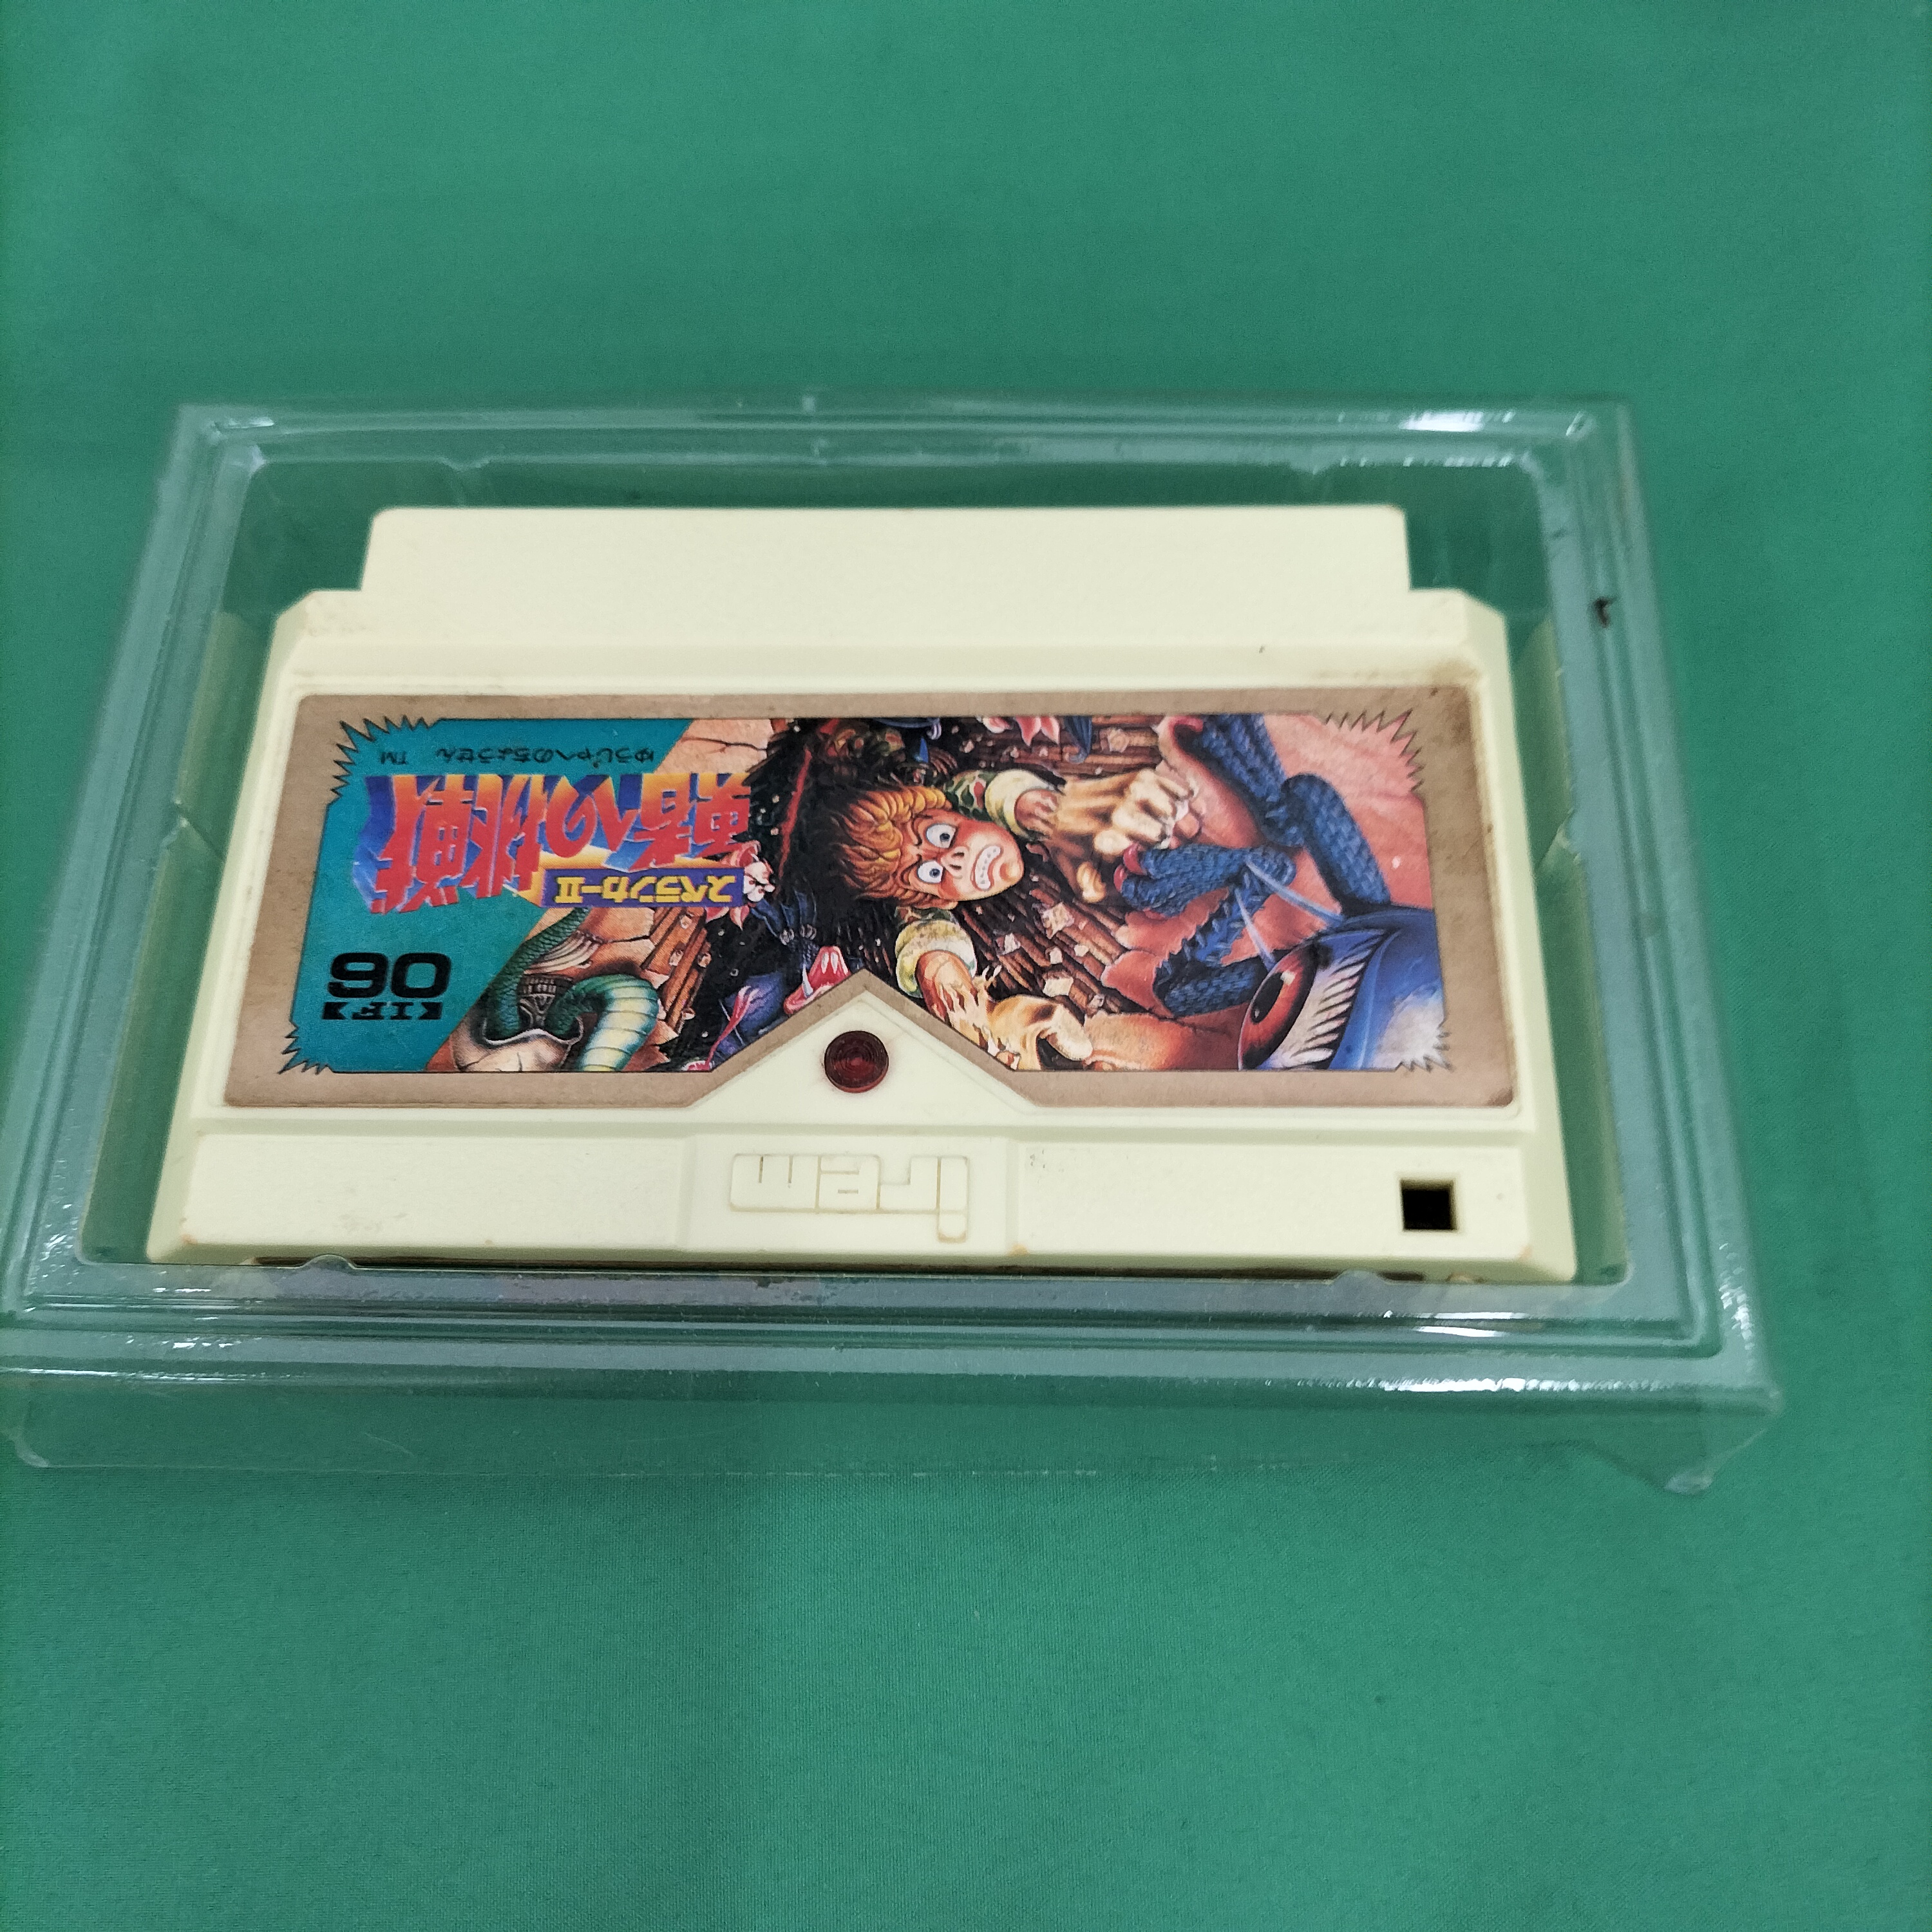 irem
【IF】
06
スペランカーⅡ
勇者への挑戦
ゆうじゃへのちょうせん TM